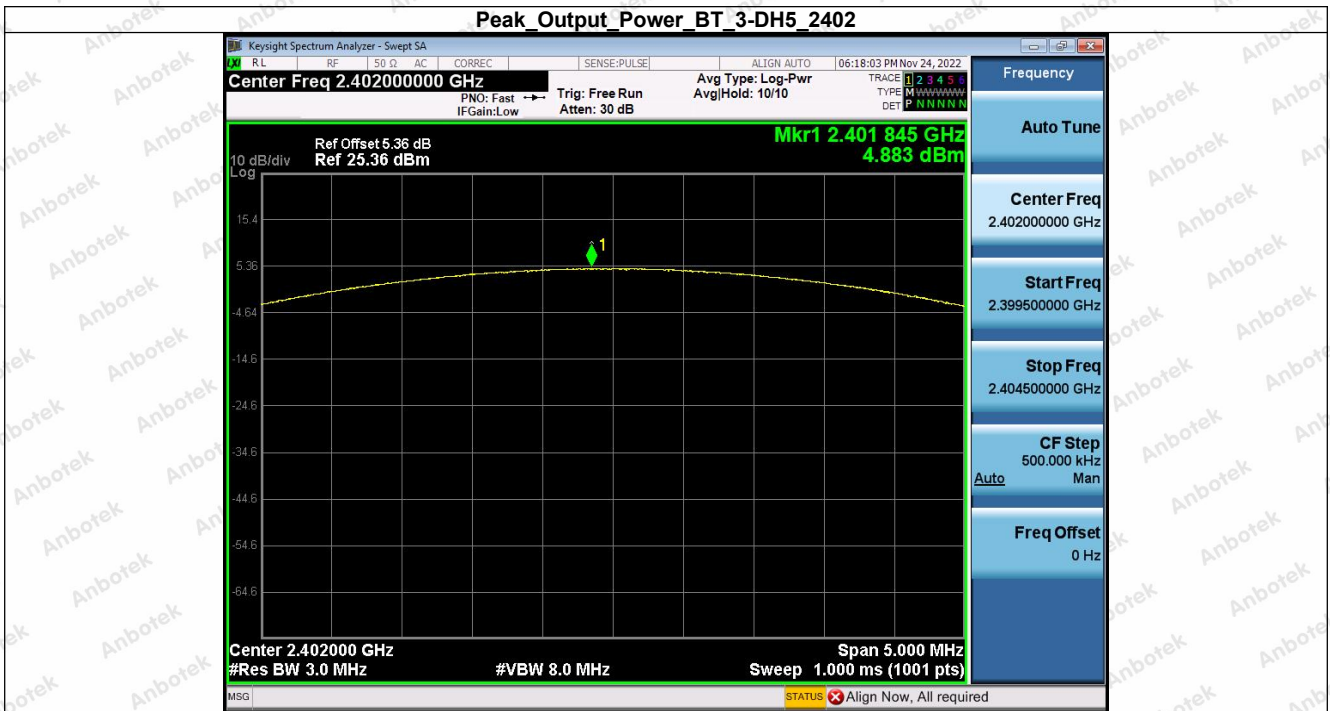 Peak_Output_Power_BT_3-DH5_2402
Keysight Spectrum Analyzer - Swept SA
LXI RL RF 50 Ω AC CORREC SENSE:PULSE ALIGN AUTO 06:18:03 PM Nov 24, 2022
Center Freq 2.402000000 GHz
PNO: Fast
IFGain:Low
Trig: Free Run
Atten: 30 dB
Avg Type: Log-Pwr
Avg|Hold: 10/10
TRACE 1 2 3 4 5 6
TYPE M WWWWW
DET P N N N N N
Mkr1 2.401 845 GHz
4.883 dBm
Ref Offset 5.36 dB
10 dB/div Ref 25.36 dBm
Log
15.4
5.36
-4.64
-14.6
-24.6
-34.6
-44.6
-54.6
-64.6
1
Center 2.402000 GHz Span 5.000 MHz
#Res BW 3.0 MHz #VBW 8.0 MHz Sweep 1.000 ms (1001 pts)
MSG STATUS Align Now, All required
Frequency
Auto Tune
Center Freq
2.402000000 GHz
Start Freq
2.399500000 GHz
Stop Freq
2.404500000 GHz
CF Step
500.000 kHz
Auto Man
Freq Offset
0 Hz
Anbotek